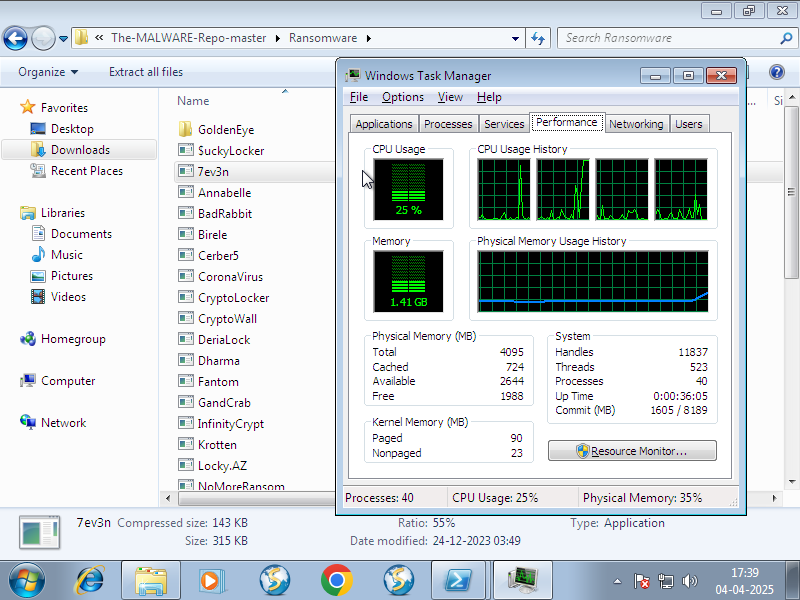 « The-MALWARE-Repo-master ▸ Ransomware ▸
Search Ransomware
Organize ▾
Extract all files
Name
Favorites
Desktop
Downloads
Recent Places
Libraries
Documents
Music
Pictures
Videos
Homegroup
Computer
Network
GoldenEye
$uckyLocker
7ev3n
Annabelle
BadRabbit
Birele
Cerber5
CoronaVirus
CryptoLocker
CryptoWall
DeriaLock
Dharma
Fantom
GandCrab
InfinityCrypt
Krotten
Locky.AZ
NoMoreRansom
Si
Windows Task Manager
File Options View Help
Applications Processes Services Performance Networking Users
CPU Usage
25 %
CPU Usage History
Memory
1.41 GB
Physical Memory Usage History
Physical Memory (MB)
Total 4095
Cached 724
Available 2644
Free 1988
Kernel Memory (MB)
Paged 90
Nonpaged 23
System
Handles 11837
Threads 523
Processes 40
Up Time 0:00:36:05
Commit (MB) 1605 / 8189
Resource Monitor...
Processes: 40 CPU Usage: 25% Physical Memory: 35%
7ev3n Compressed size: 143 KB Ratio: 55% Type: Application
Size: 315 KB Date modified: 24-12-2023 03:49
17:39
04-04-2025